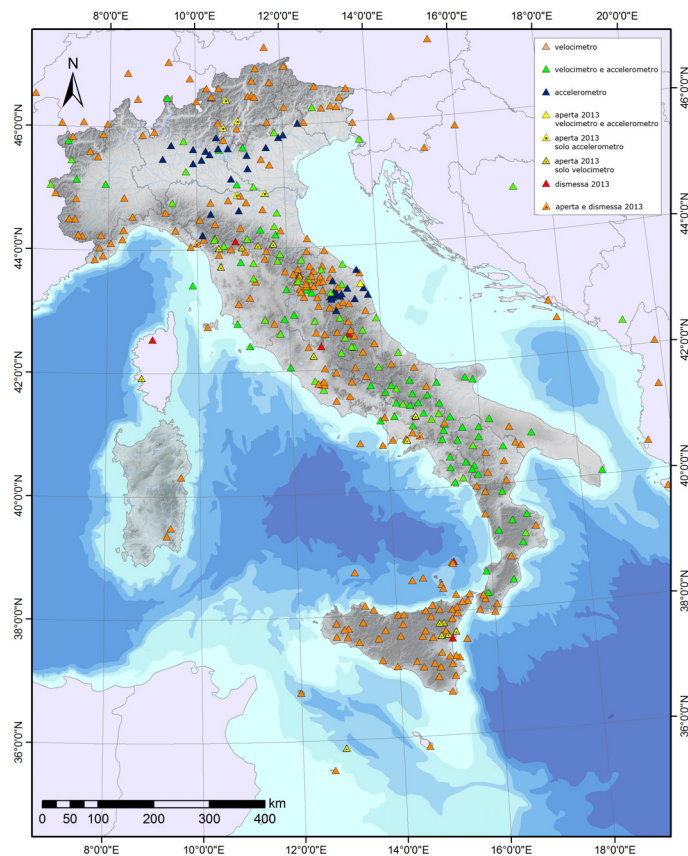 8°0'0"E 10°0'0"E 12°0'0"E 14°0'0"E 16°0'0"E 18°0'0"E 20°0'0"E
N
velocimetro
velocimetro e accelerometro
accelerometro
aperta 2013
velocimetro e accelerometro
aperta 2013
solo accelerometro
aperta 2013
solo velocimetro
dismessa 2013
aperta e dismessa 2013
46°0'0"N 46°0'0"N
44°0'0"N 44°0'0"N
42°0'0"N 42°0'0"N
40°0'0"N 40°0'0"N
38°0'0"N 38°0'0"N
36°0'0"N 36°0'0"N
km
0 50 100 200 300 400
8°0'0"E 10°0'0"E 12°0'0"E 14°0'0"E 16°0'0"E 18°0'0"E